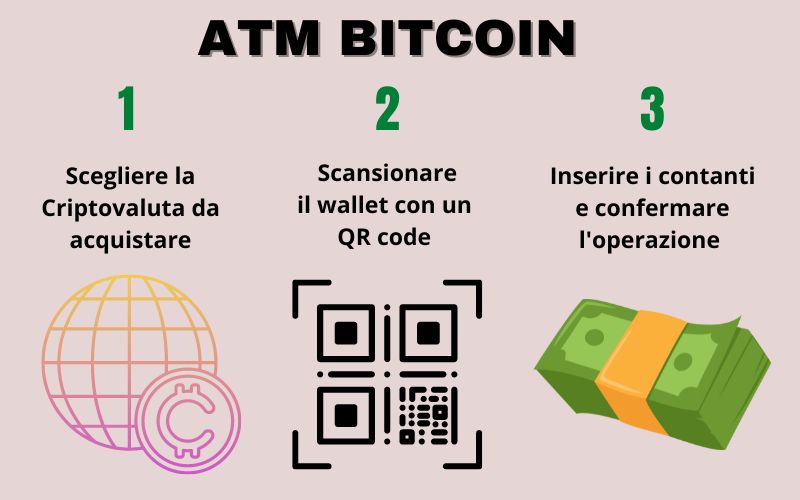 ATM BITCOIN
1
Scegliere la
Criptovaluta da
acquistare
2
Scansionare
il wallet con un
QR code
3
Inserire i contanti
e confermare
l'operazione